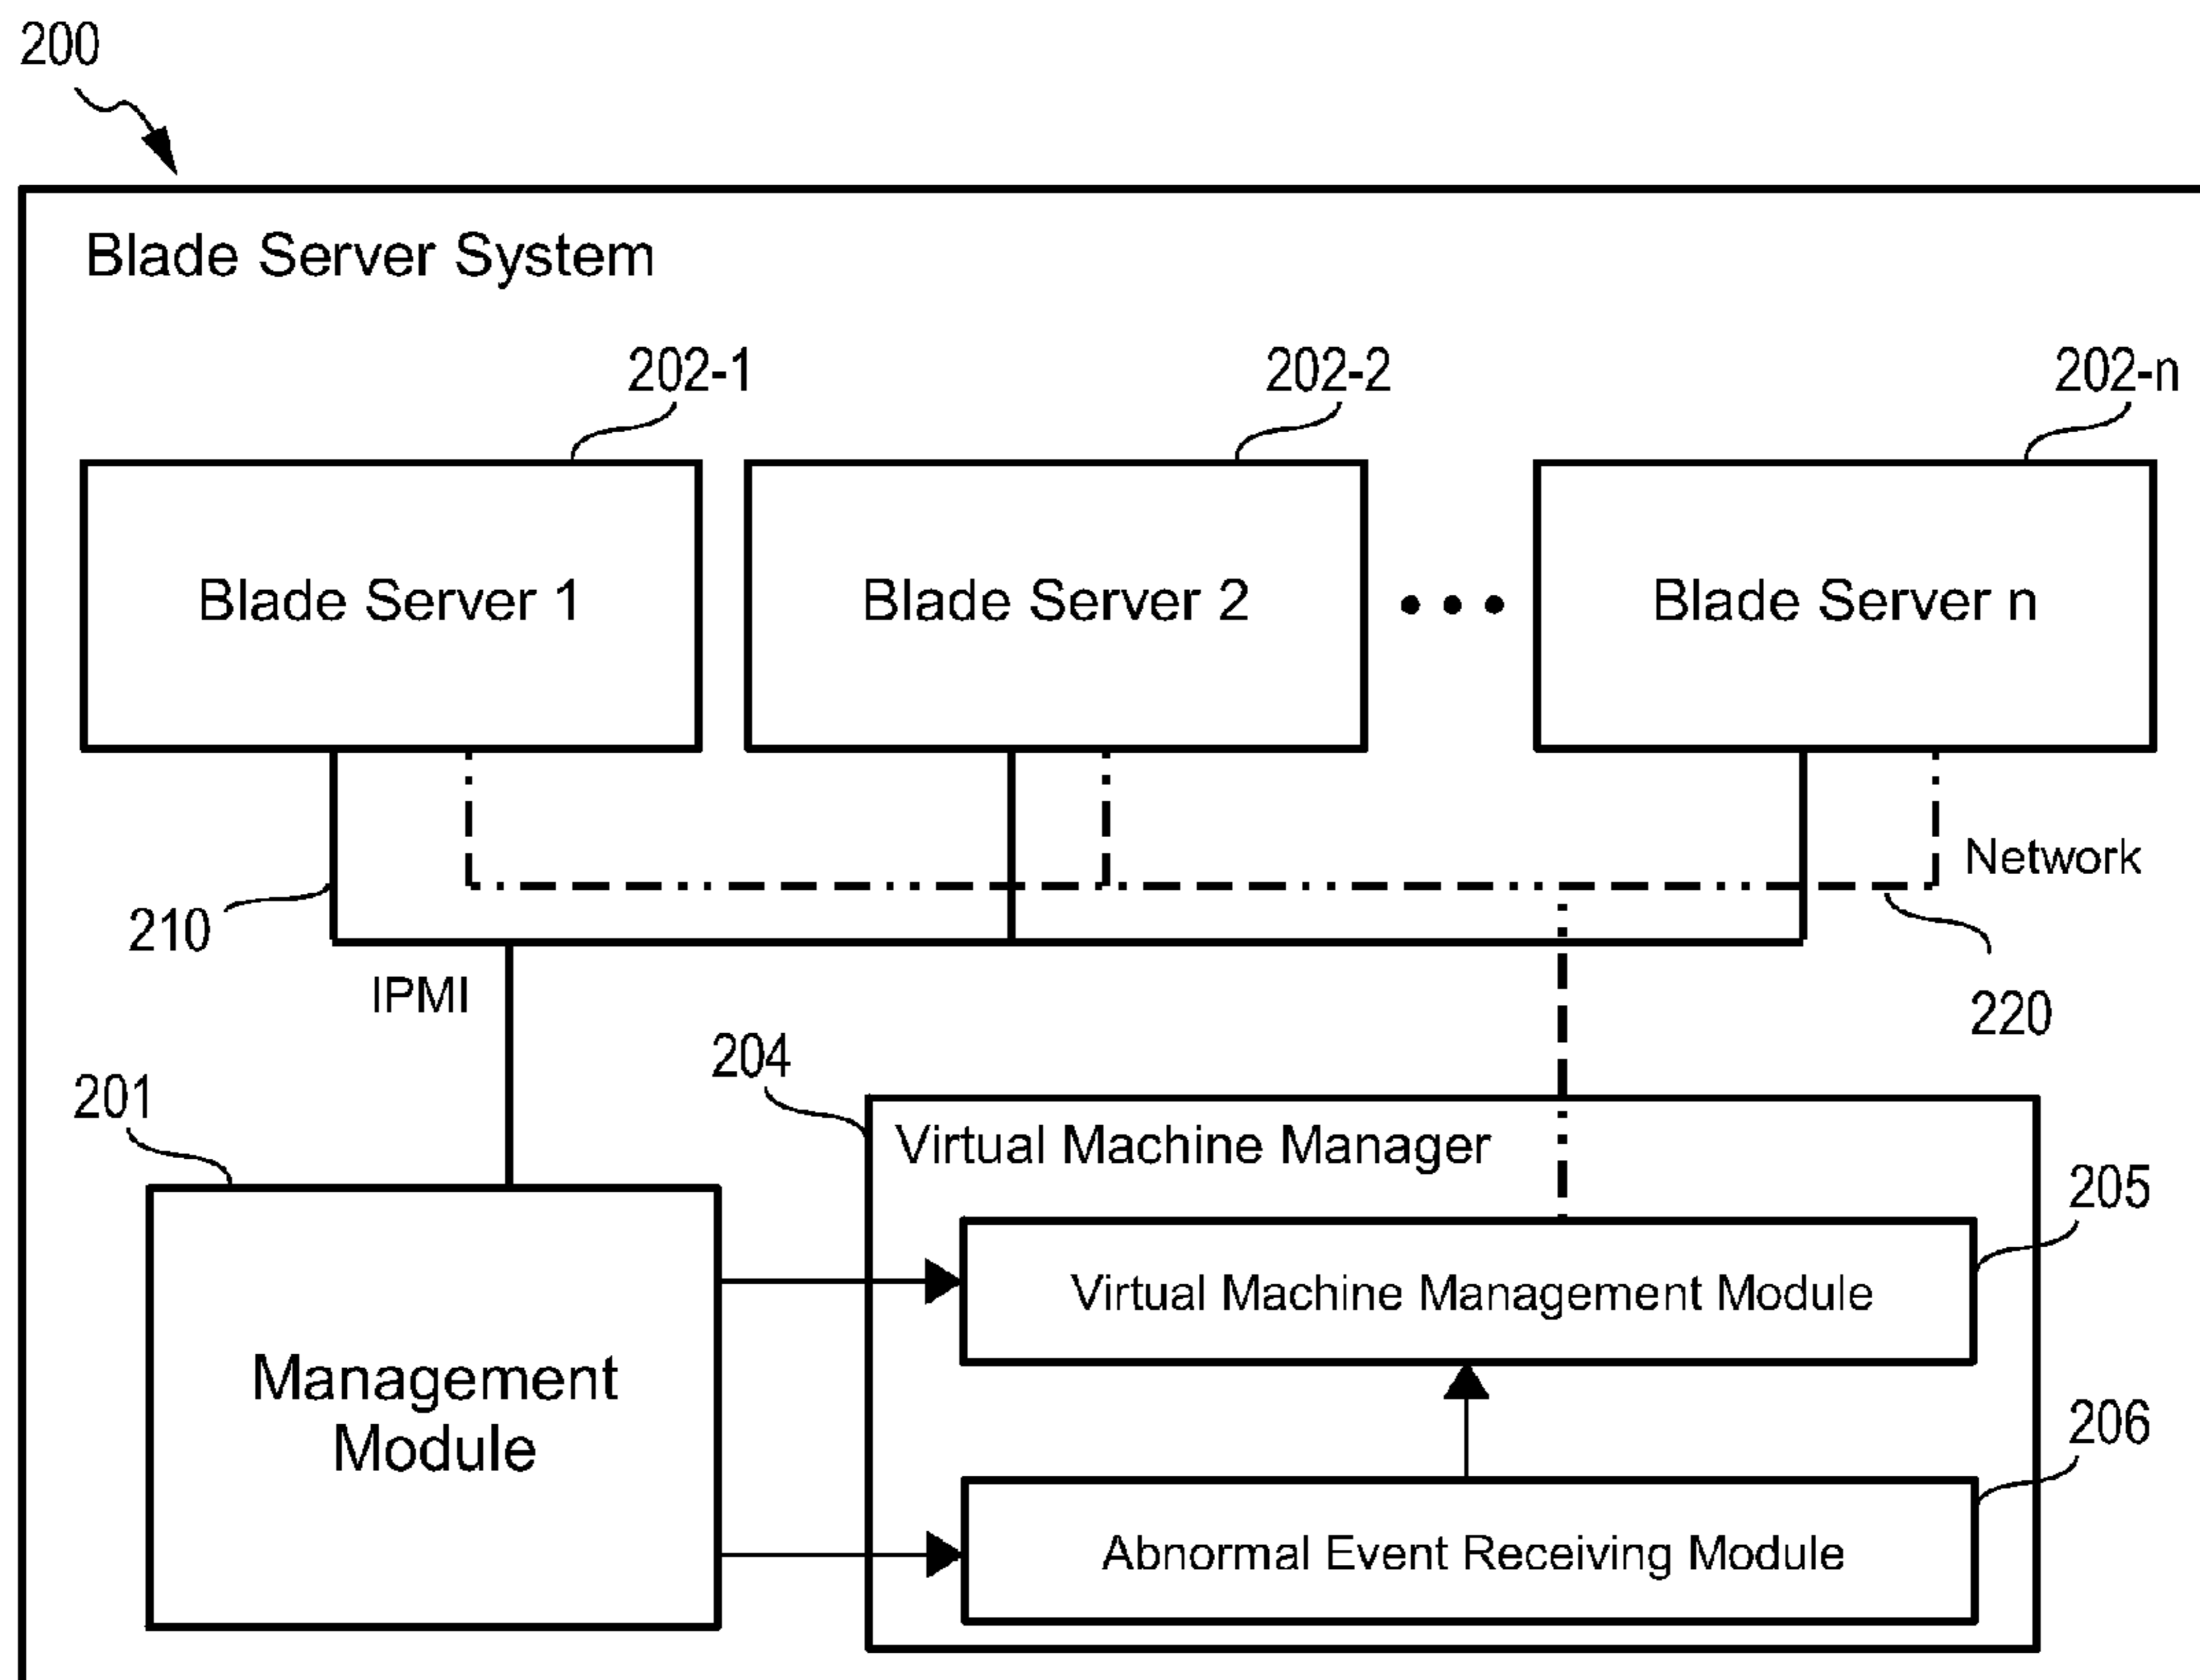 200
Blade Server System
202-1
202-2
202-n
Blade Server 1
Blade Server 2
Blade Server n
Network
210
IPMI
220
204
201
Virtual Machine Manager
205
Virtual Machine Management Module
Management
Module
206
Abnormal Event Receiving Module